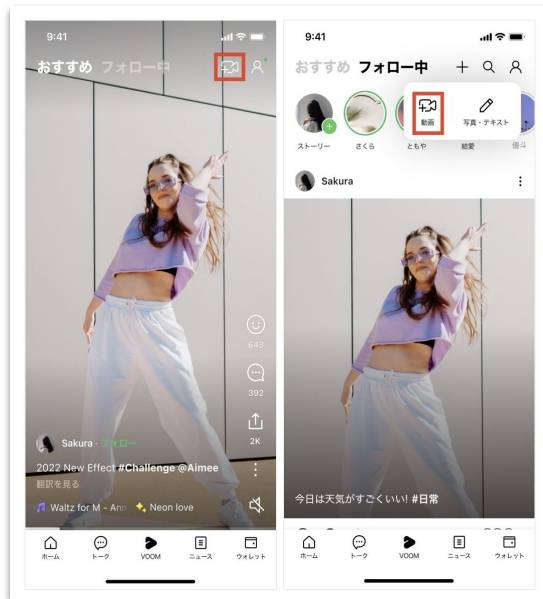 9:41
おすすめ フォロー中
643
392
2K
Sakura · フォロー
2022 New Effect #Challenge @Aimee
翻訳を見る
Waltz for M - Ann
Neon love
ホーム
トーク
VOOM
ニュース
ウォレット
9:41
おすすめ フォロー中
動画
写真・テキスト
ストーリー
さくら
ともや
結愛
優斗
Sakura
今日は天気がすごくいい! #日常
ホーム
トーク
VOOM
ニュース
ウォレット